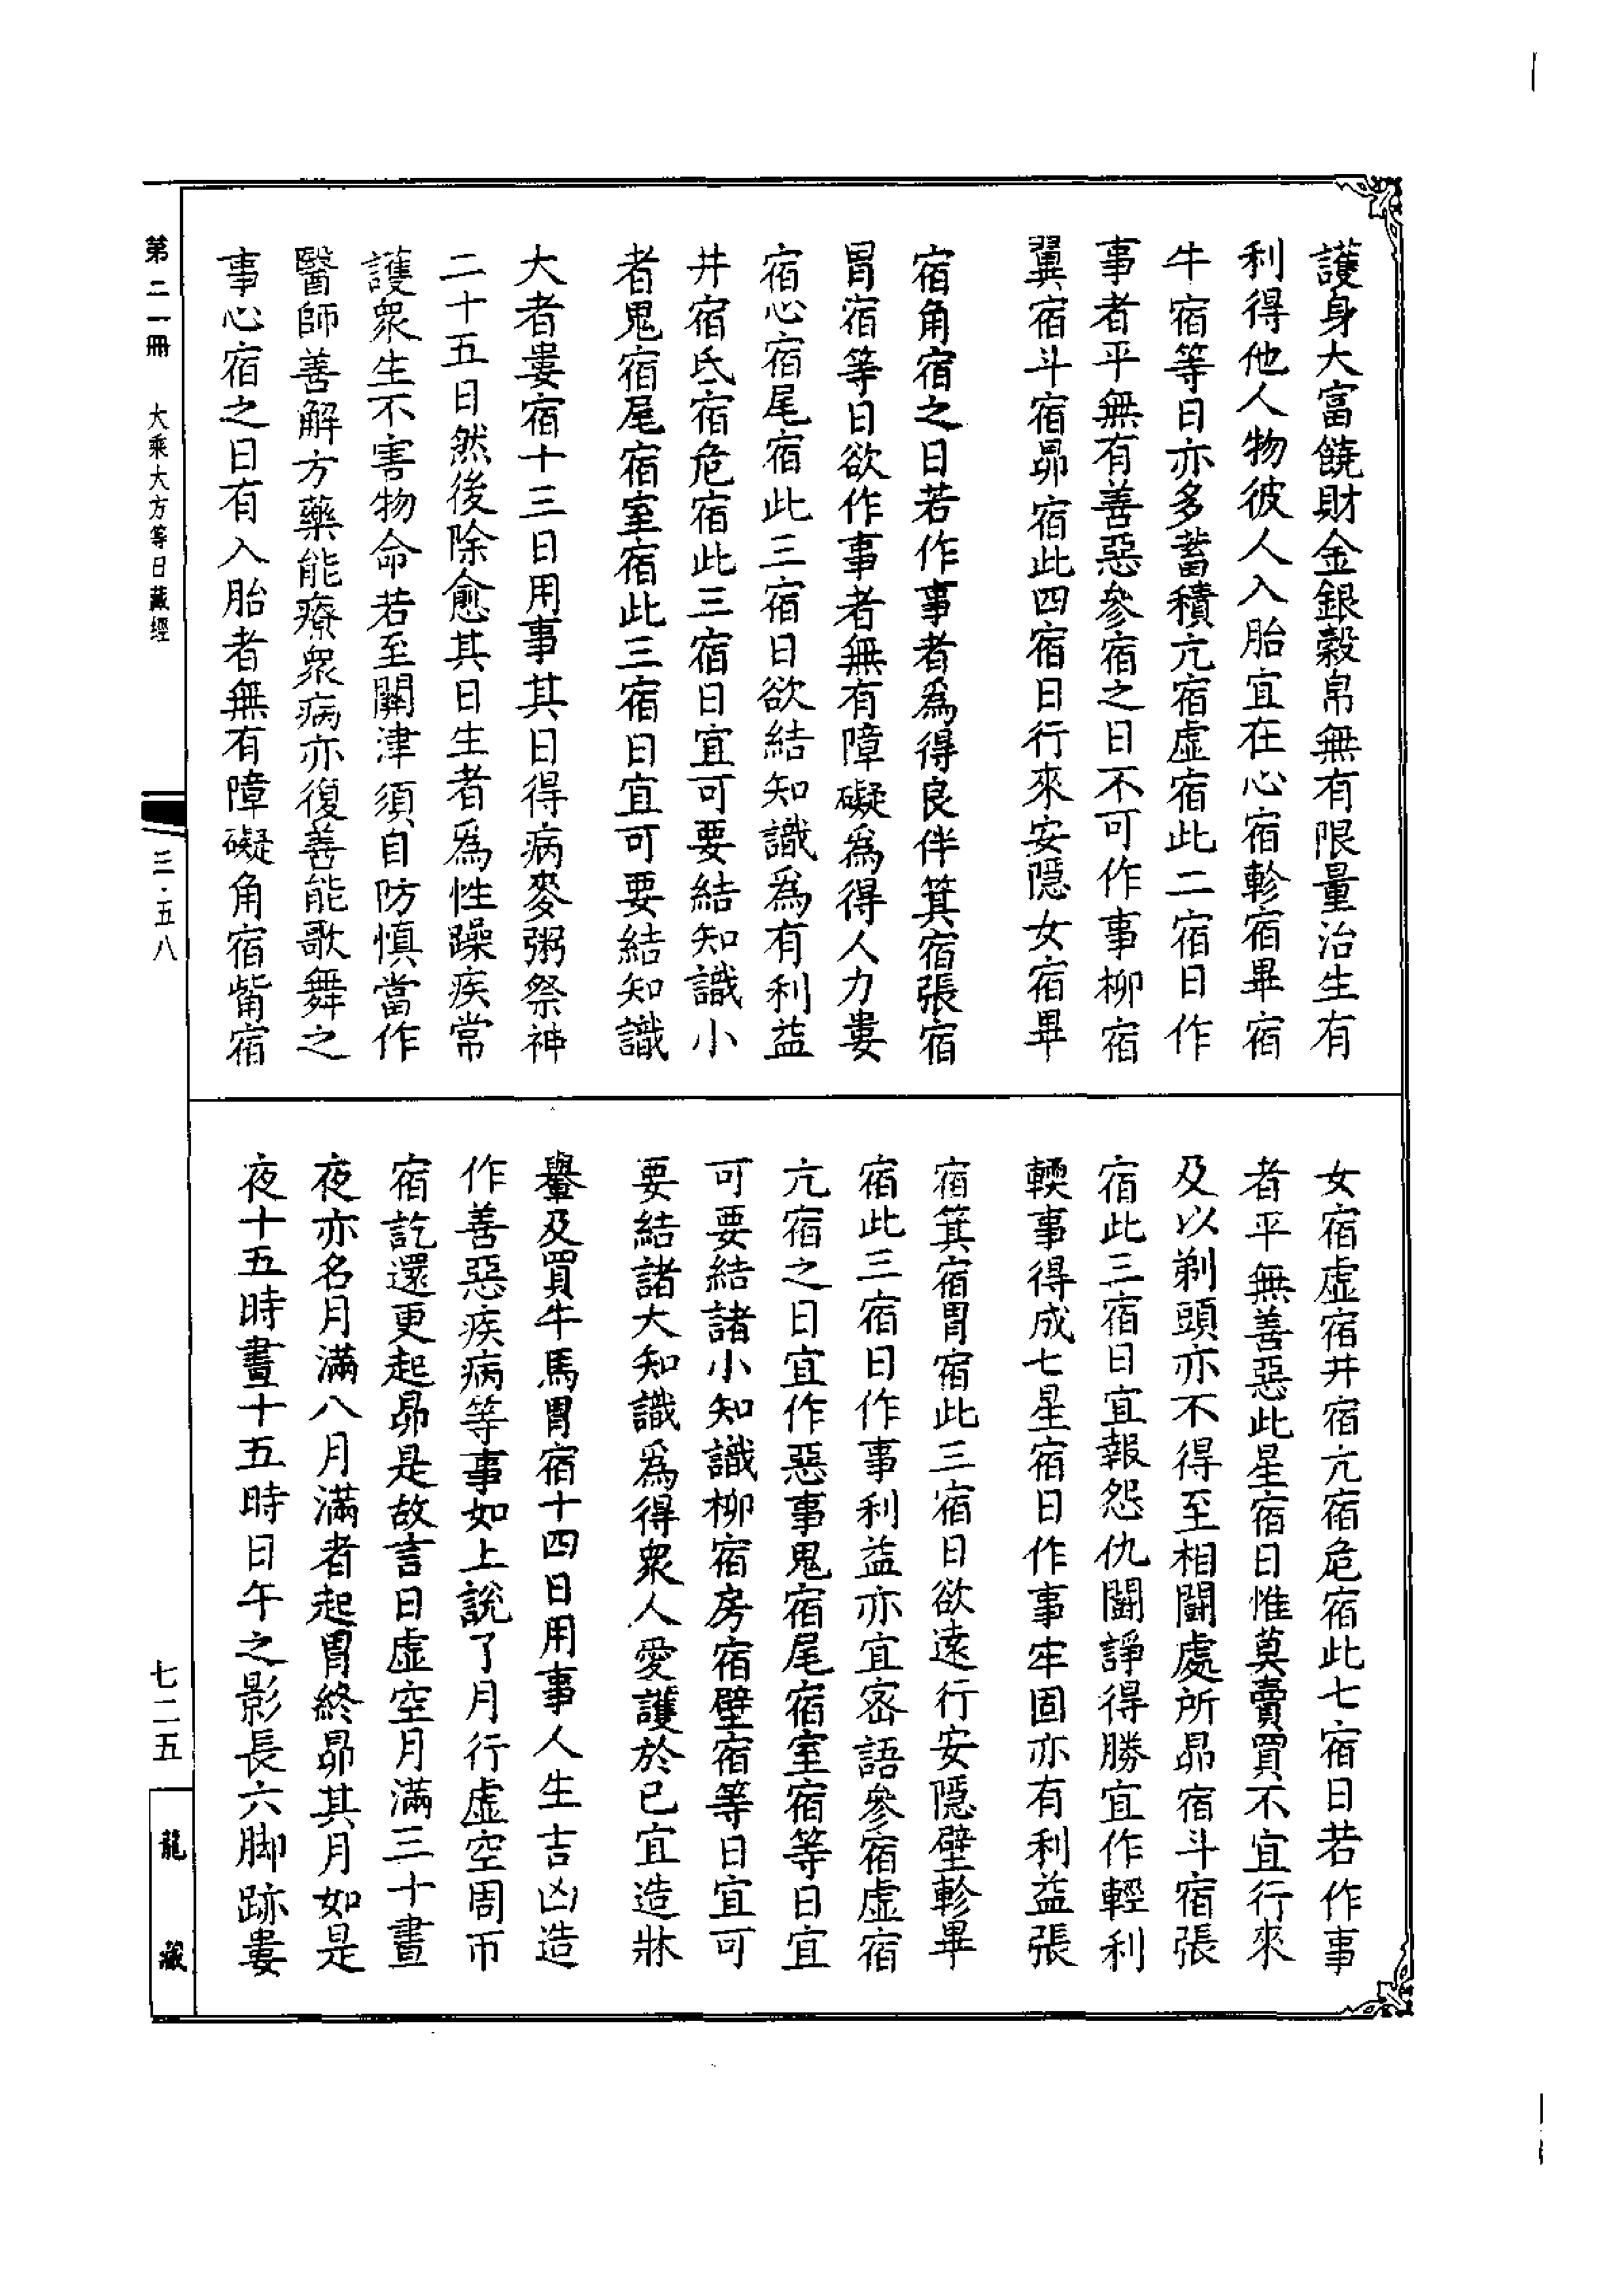 護身大富饒財金銀穀帛無有限量治生有
利得他人物彼人入胎宜在心宿軫宿畢宿
牛宿等日亦多蓄積亢宿虛宿此二宿日作
事者平無有善惡參宿之日不可作事柳宿
翼宿斗宿昴宿此四宿日行來安隱女宿畢
宿角宿之日若作事者爲得良伴箕宿張宿
胃宿等日欲作事者無有障礙爲得人力婁
宿心宿尾宿此三宿日欲結知識爲有利益
井宿氐宿危宿此三宿日宜可要結知識小
者鬼宿尾宿室宿此三宿日宜可要結知識
大者婁宿十三日用事其日得病麥粥祭神
二十五日然後除愈其日生者爲性躁疾常
護衆生不害物命若至關津須自防慎當作
醫師善解方藥能療衆病亦復善能歌舞之
事心宿之日有入胎者無有障礙角宿觜宿
女宿虛宿井宿亢宿危宿此七宿日若作事
者平無善惡此星宿日惟莫賣買不宜行來
及以剃頭亦不得至相鬪處所昴宿斗宿張
宿此三宿日宜報怨仇鬪諍得勝宜作輕利
輭事得成七星宿日作事牢固亦有利益張
宿箕宿胃宿此三宿日欲遠行安隱壁軫畢
宿此三宿日作事利益亦宜密語參宿虛宿
亢宿之日宜作惡事鬼宿尾宿室宿等日宜
可要結諸小知識柳宿房宿壁宿等日宜可
要結諸大知識爲得衆人愛護於已宜造牀
轝及買牛馬胃宿十四日用事人生吉凶造
作善惡疾病等事如上說了月行虛空周帀
宿訖還更起昴是故言日虛空月滿三十晝
夜亦名月滿八月滿者起胃終昴其月如是
夜十五時晝十五時日午之影長六脚跡婁
第二一冊
大乘大方等日藏經
三·五八
七二五
龍藏